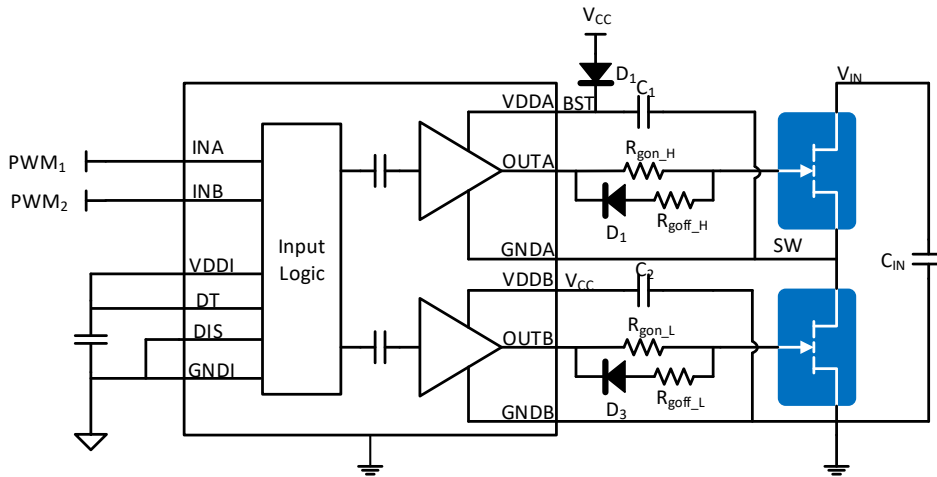 VCC
D1
C1
VIN
VDDA
BST
PWM1
INA
OUTA
Rgon_H
PWM2
INB
D1
Rgoff_H
Input
Logic
GNDA
SW
VDDI
VDDB
VCC
C2
CIN
DT
DIS
OUTB
Rgon_L
GNDI
D3
Rgoff_L
GNDB